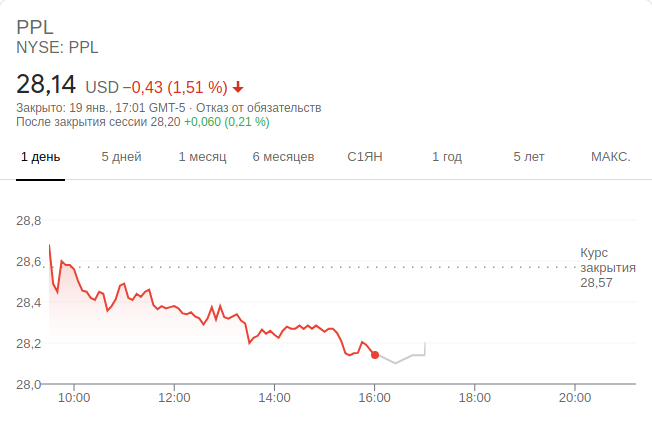 PPL
NYSE: PPL
28,14 USD −0,43 (1,51 %)
Закрыто: 19 янв., 17:01 GMT-5 · Отказ от обязательств
После закрытия сессии 28,20 +0,060 (0,21 %)
1 день 5 дней 1 месяц 6 месяцев С1ЯН 1 год 5 лет МАКС.
28,8
28,6
28,4
28,2
28,0
Курс
закрытия
28,57
10:00 12:00 14:00 16:00 18:00 20:00